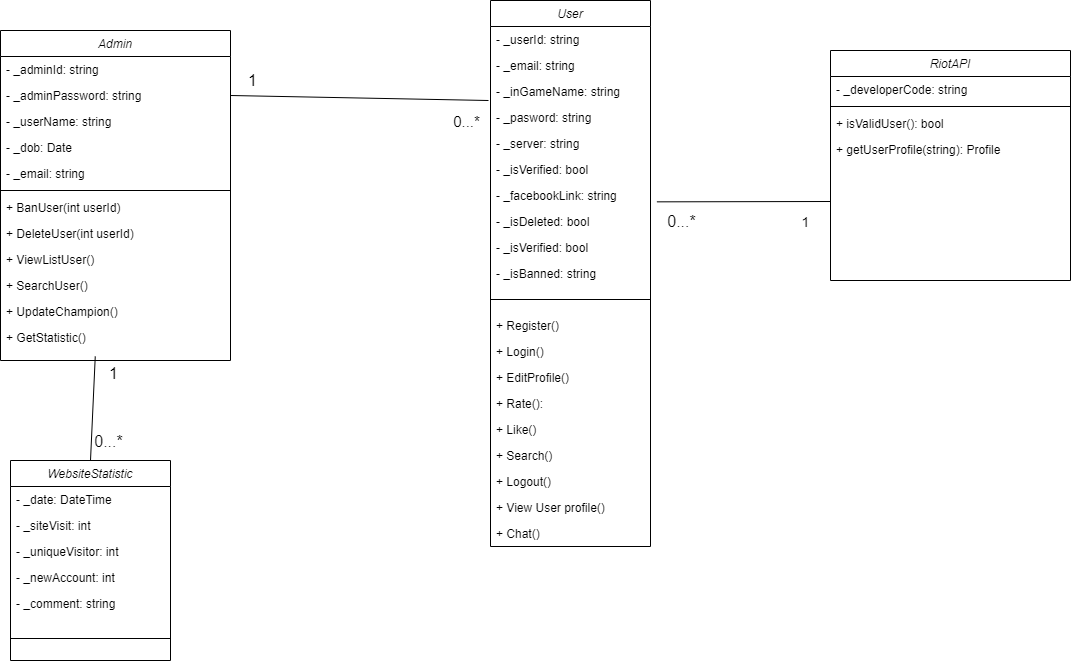 Admin
- _adminId: string
- _adminPassword: string
- _userName: string
- _dob: Date
- _email: string
+ BanUser(int userId)
+ DeleteUser(int userId)
+ ViewListUser()
+ SearchUser()
+ UpdateChampion()
+ GetStatistic()
1
0...*
User
- _userId: string
- _email: string
- _inGameName: string
- _pasword: string
- _server: string
- _isVerified: bool
- _facebookLink: string
- _isDeleted: bool
- _isVerified: bool
- _isBanned: string
+ Register()
+ Login()
+ EditProfile()
+ Rate():
+ Like()
+ Search()
+ Logout()
+ View User profile()
+ Chat()
0...*
1
RiotAPI
- _developerCode: string
+ isValidUser(): bool
+ getUserProfile(string): Profile
1
0...*
WebsiteStatistic
- _date: DateTime
- _siteVisit: int
- _uniqueVisitor: int
- _newAccount: int
- _comment: string